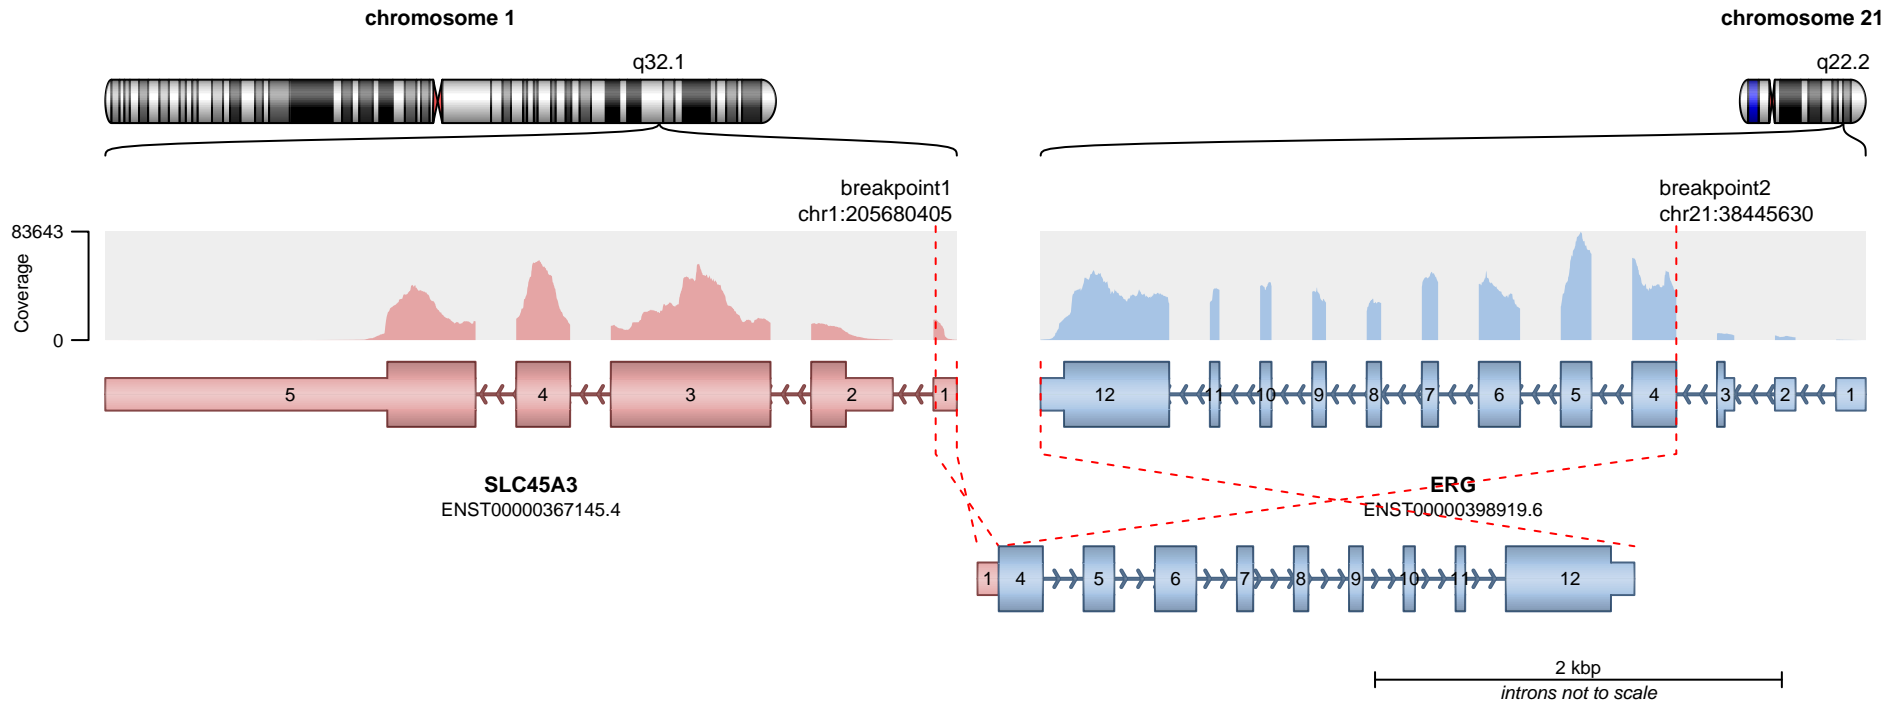 chromosome 1
chromosome 21
q32.1
q22.2
breakpoint1
chr1:205680405
breakpoint2
chr21:38445630
83643
Coverage
0
5 4 3 2 1
12 11 10 9 8 7 6 5 4 3 2 1
SLC45A3
ENST00000367145.4
ERG
ENST00000398919.6
1 4 5 6 7 8 9 10 11 12
2 kbp
introns not to scale